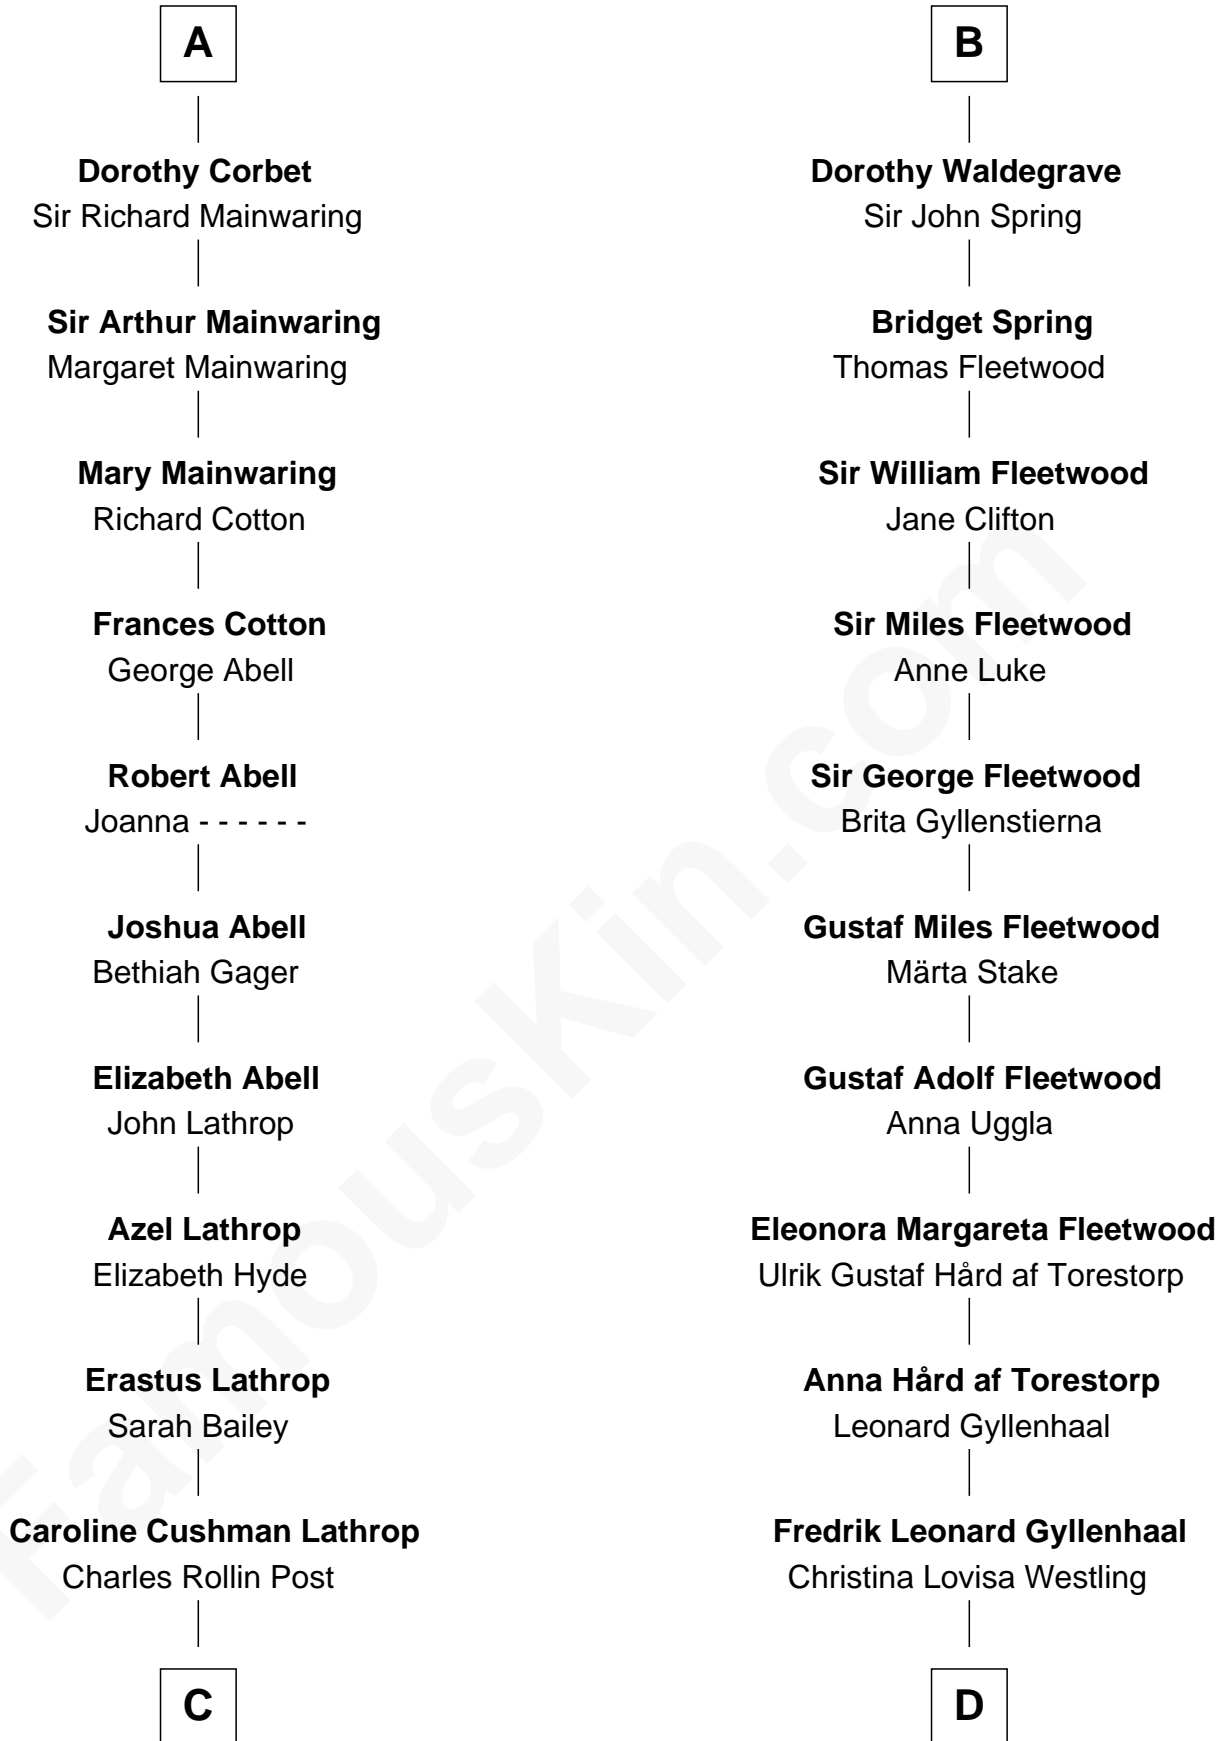 A
Dorothy Corbet
Sir Richard Mainwaring
Sir Arthur Mainwaring
Margaret Mainwaring
Mary Mainwaring
Richard Cotton
Frances Cotton
George Abell
Robert Abell
Joanna - - - - - -
Joshua Abell
Bethiah Gager
Elizabeth Abell
John Lathrop
Azel Lathrop
Elizabeth Hyde
Erastus Lathrop
Sarah Bailey
Caroline Cushman Lathrop
Charles Rollin Post
C
B
Dorothy Waldegrave
Sir John Spring
Bridget Spring
Thomas Fleetwood
Sir William Fleetwood
Jane Clifton
Sir Miles Fleetwood
Anne Luke
Sir George Fleetwood
Brita Gyllenstierna
Gustaf Miles Fleetwood
Märta Stake
Gustaf Adolf Fleetwood
Anna Uggla
Eleonora Margareta Fleetwood
Ulrik Gustaf Hård af Torestorp
Anna Hård af Torestorp
Leonard Gyllenhaal
Fredrik Leonard Gyllenhaal
Christina Lovisa Westling
D
FamousKin.com